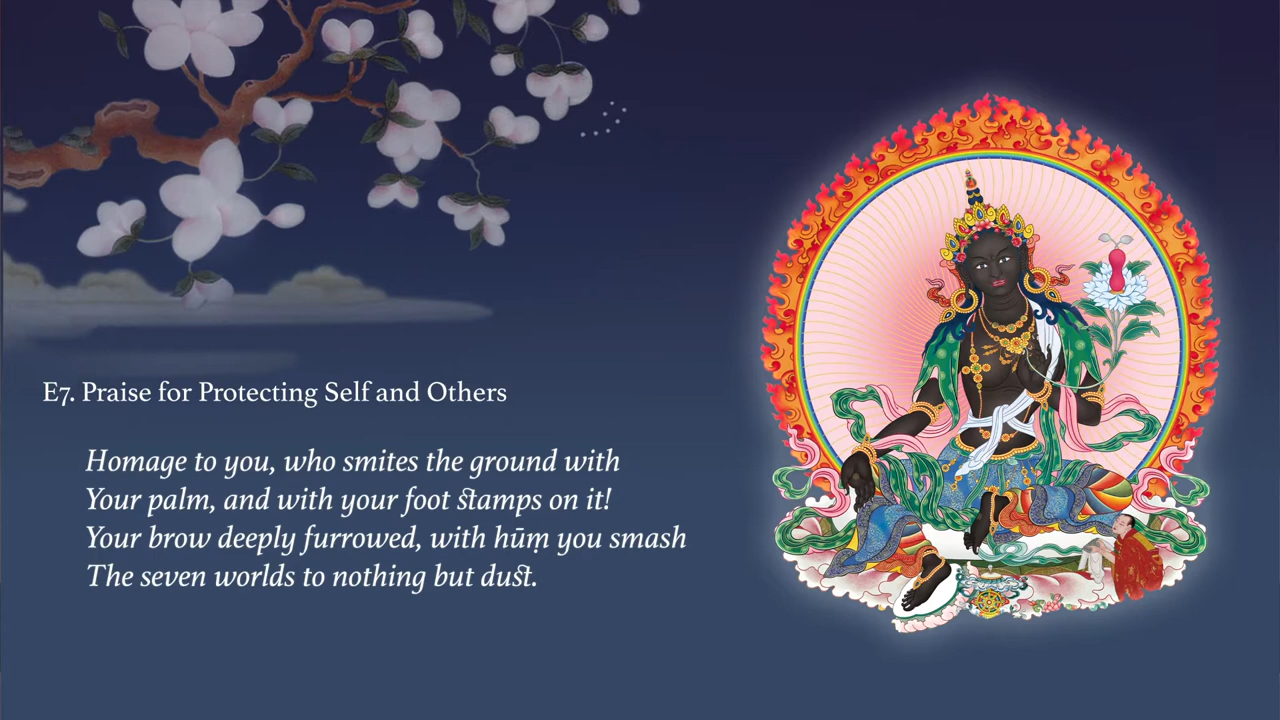 E7. Praise for Protecting Self and Others
Homage to you, who smites the ground with
Your palm, and with your foot stamps on it!
Your brow deeply furrowed, with hūṃ you smash
The seven worlds to nothing but dust.